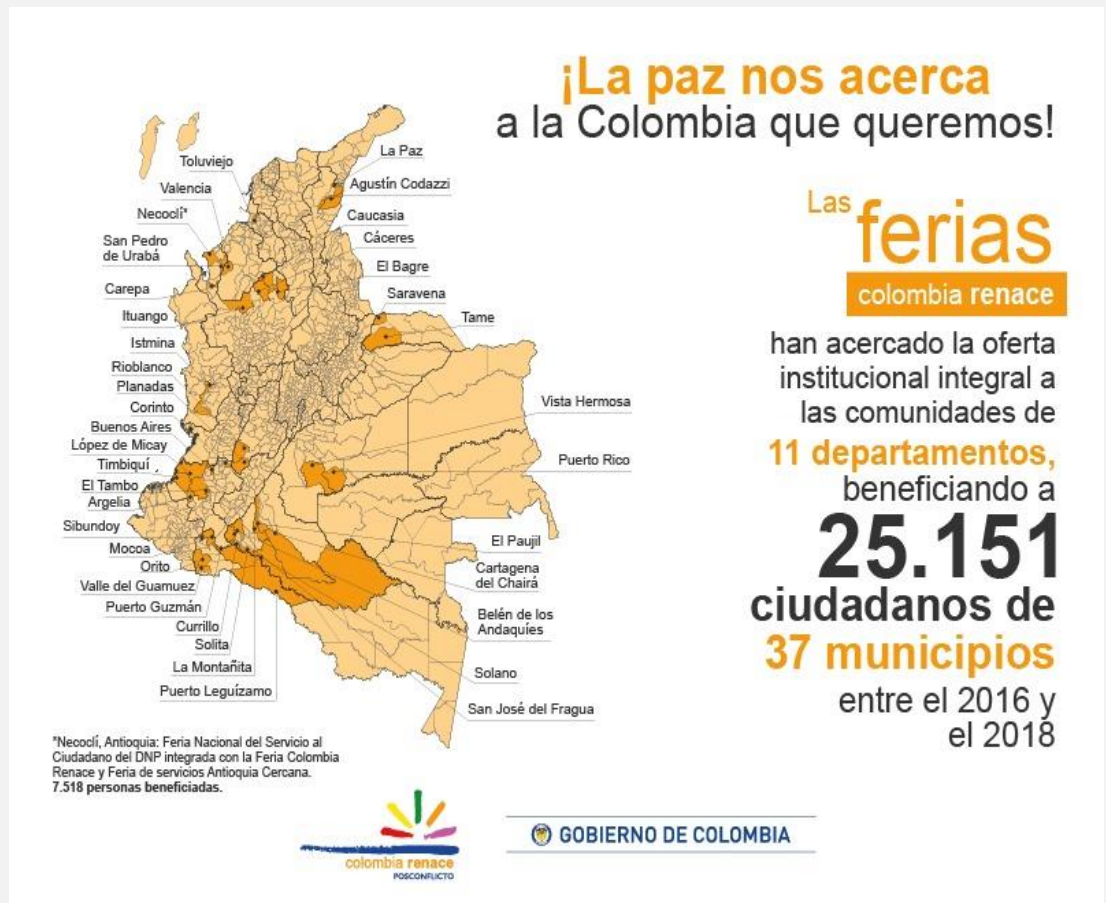 ¡La paz nos acerca
a la Colombia que queremos!
Las
ferias
colombia renace
han acercado la oferta
institucional integral a
las comunidades de
11 departamentos,
beneficiando a
25.151
ciudadanos de
37 municipios
entre el 2016 y
el 2018
Toluviejo
Valencia
Necoclí*
San Pedro
de Urabá
Carepa
Ituango
Istmina
Rioblanco
Planadas
Corinto
Buenos Aires
López de Micay
Timbiquí
El Tambo
Argelia
Sibundoy
Mocoa
Orito
Valle del Guamuez
Puerto Guzmán
Currillo
Solita
La Montañita
Puerto Leguízamo
La Paz
Agustín Codazzi
Caucasia
Cáceres
El Bagre
Saravena
Tame
Vista Hermosa
Puerto Rico
El Paujil
Cartagena
del Chairá
Belén de los
Andaquíes
Solano
San José del Fragua
*Necoclí, Antioquia: Feria Nacional del Servicio al
Ciudadano del DNP integrada con la Feria Colombia
Renace y Feria de servicios Antioquia Cercana.
7.518 personas beneficiadas.
colombia renace
POSCONFLICTO
GOBIERNO DE COLOMBIA